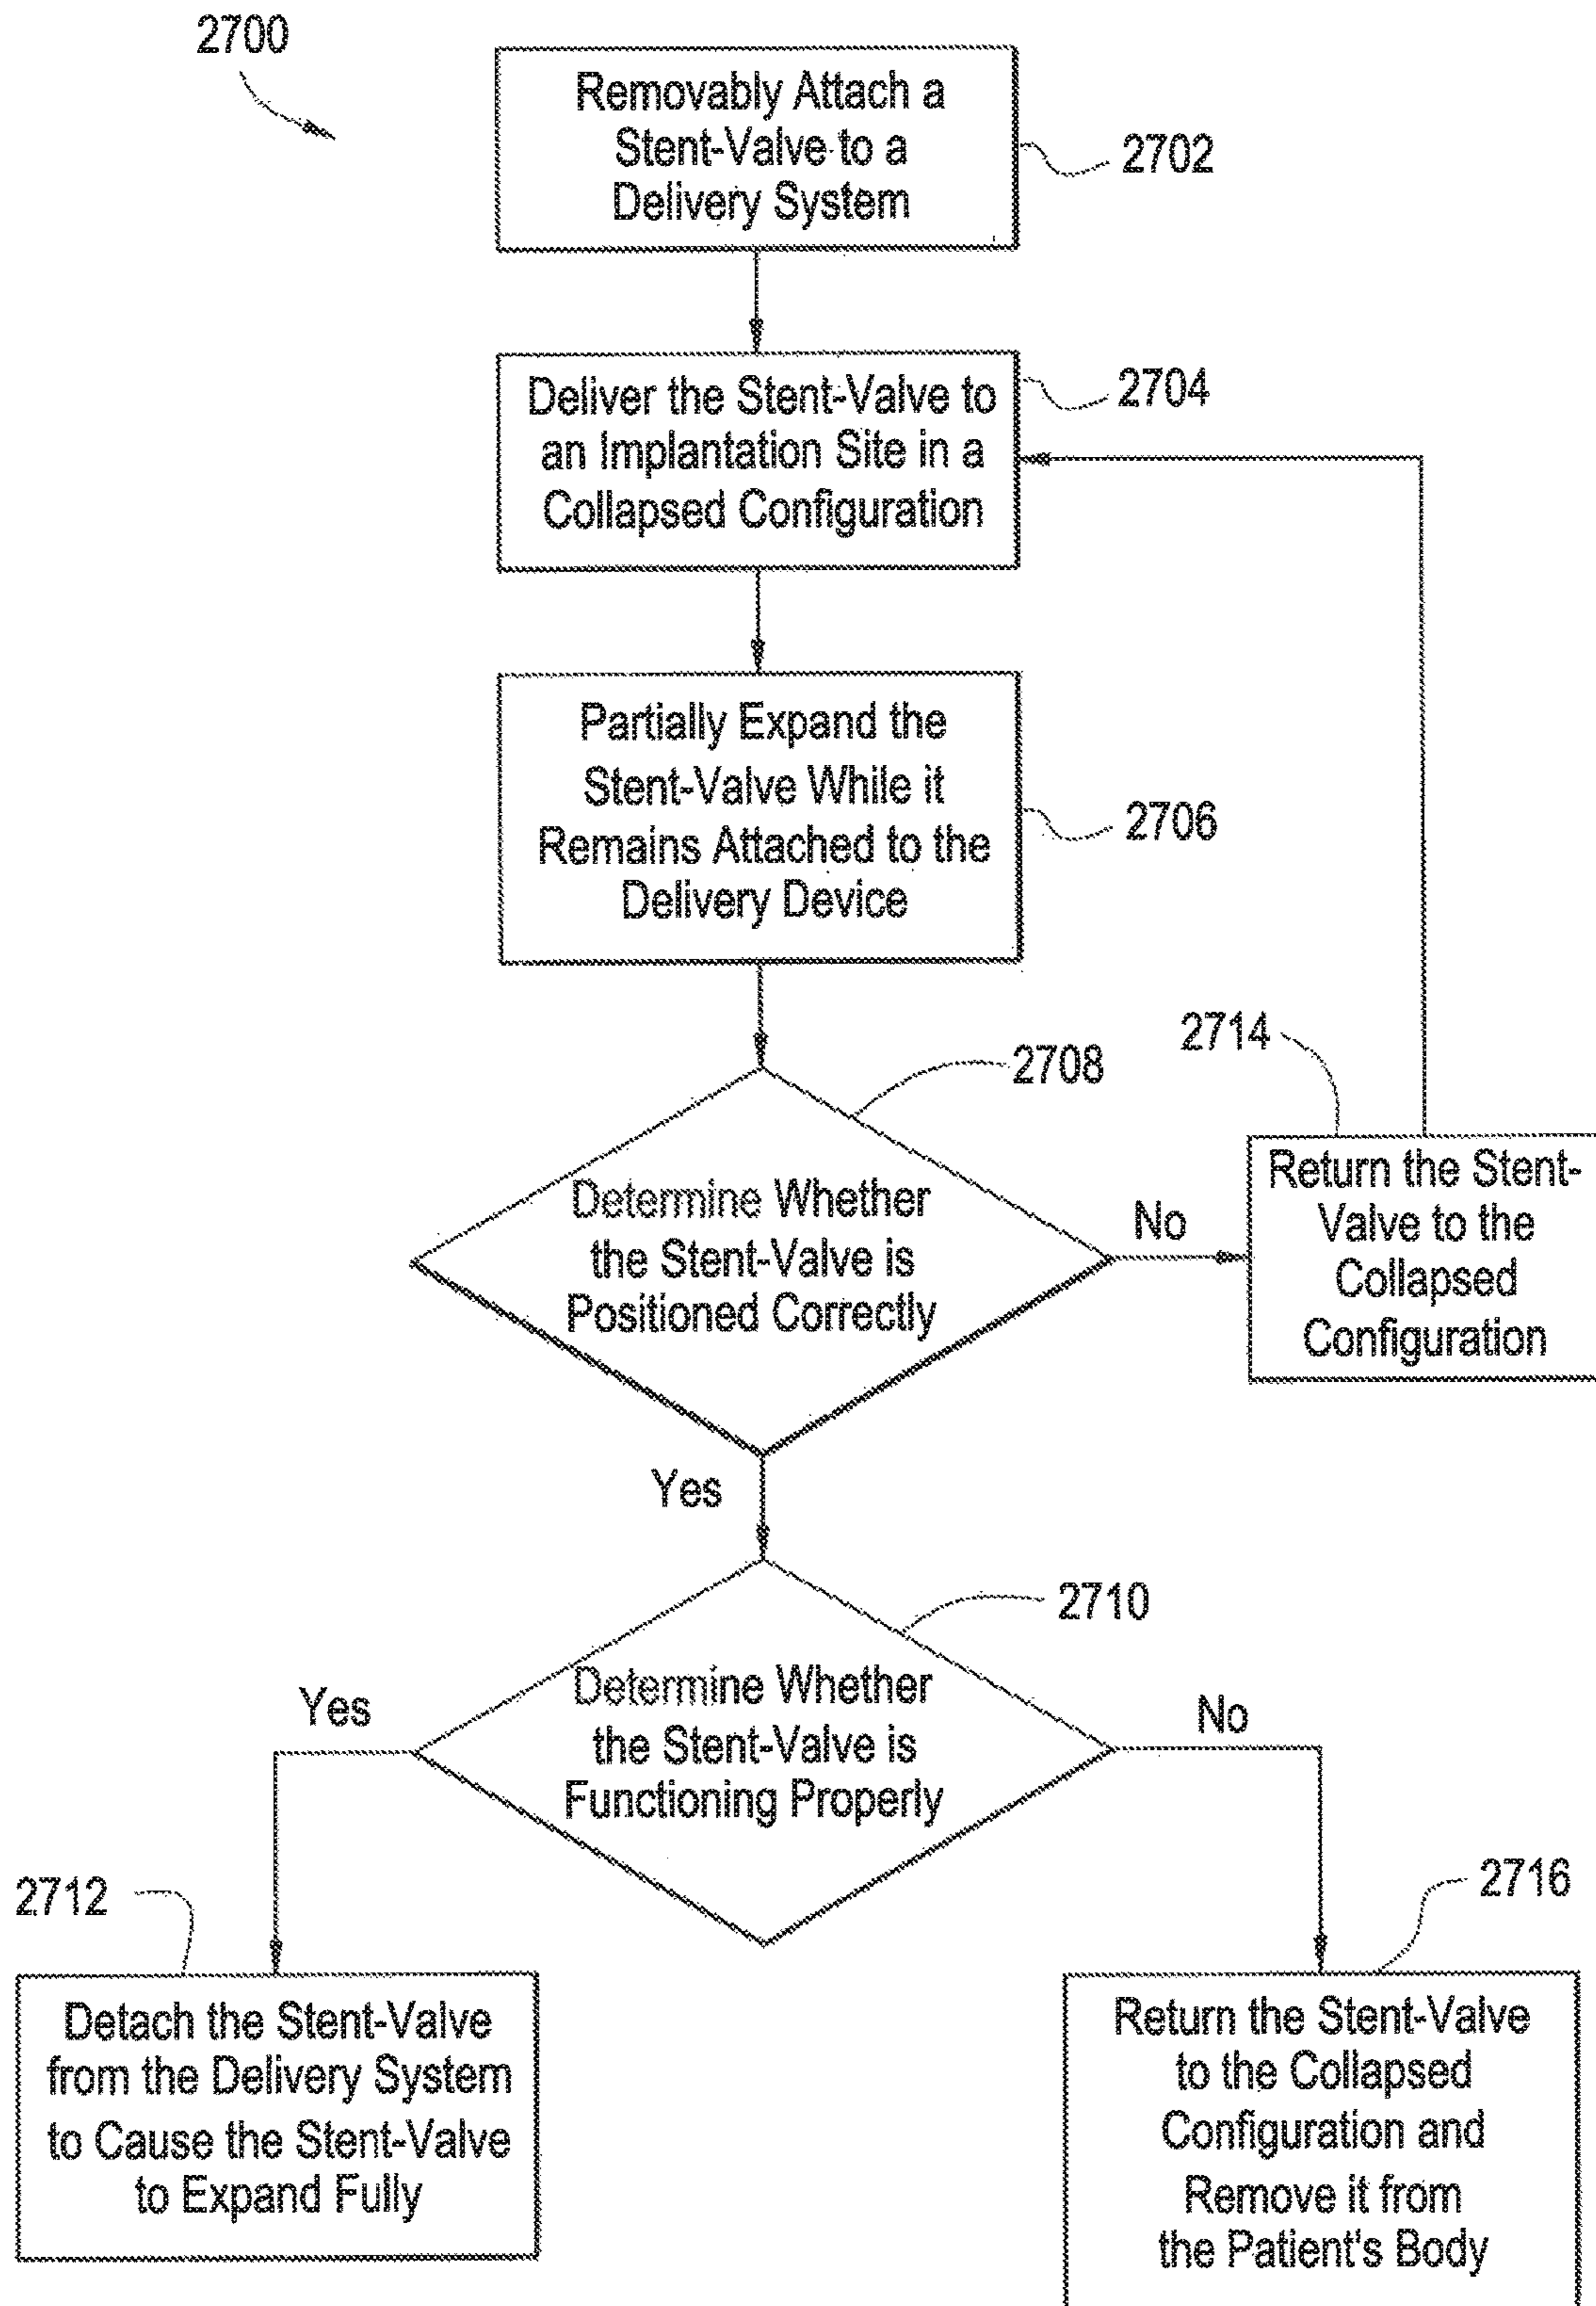 2700
Removably Attach a
Stent-Valve to a
Delivery System
2702
Deliver the Stent-Valve to
an Implantation Site in a
Collapsed Configuration
2704
Partially Expand the
Stent-Valve While it
Remains Attached to the
Delivery Device
2706
2708
Determine Whether
the Stent-Valve is
Positioned Correctly
No
2714
Return the Stent-
Valve to the
Collapsed
Configuration
Yes
2710
Determine Whether
the Stent-Valve is
Functioning Properly
Yes
No
2712
Detach the Stent-Valve
from the Delivery System
to Cause the Stent-Valve
to Expand Fully
2716
Return the Stent-Valve
to the Collapsed
Configuration and
Remove it from
the Patient's Body